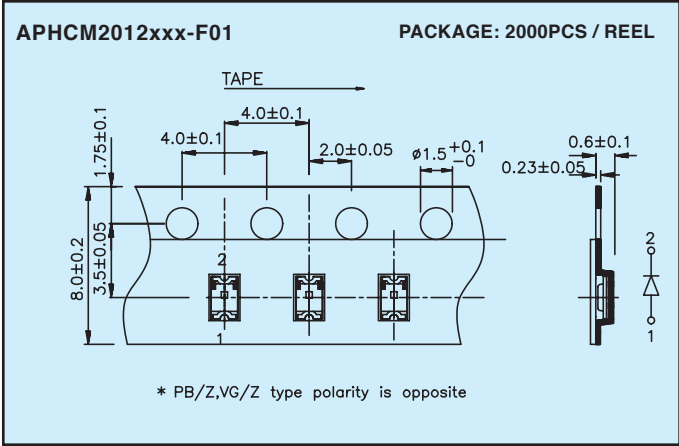 APHCM2012xxx-F01
PACKAGE: 2000PCS / REEL
TAPE
4.0±0.1
4.0±0.1
2.0±0.05
ø1.5 +0.1 -0
0.6±0.1
0.23±0.05
1.75±0.1
8.0±0.2
3.5±0.05
2
1
2
1
* PB/Z,VG/Z type polarity is opposite